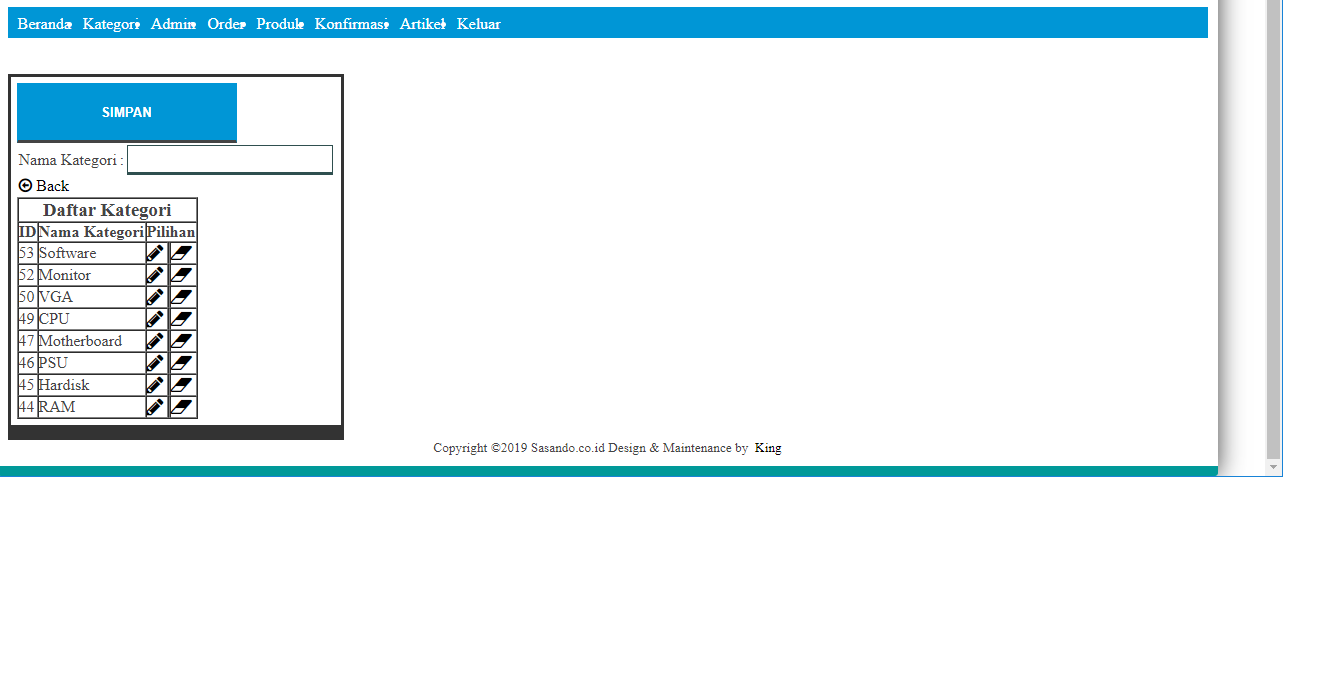 Beranda Kategori Admin Order Produk Konfirmasi Artikel Keluar
SIMPAN
Nama Kategori :
Back
Daftar Kategori
ID Nama Kategori Pilihan
53 Software
52 Monitor
50 VGA
49 CPU
47 Motherboard
46 PSU
45 Hardisk
44 RAM
Copyright ©2019 Sasando.co.id Design & Maintenance by King